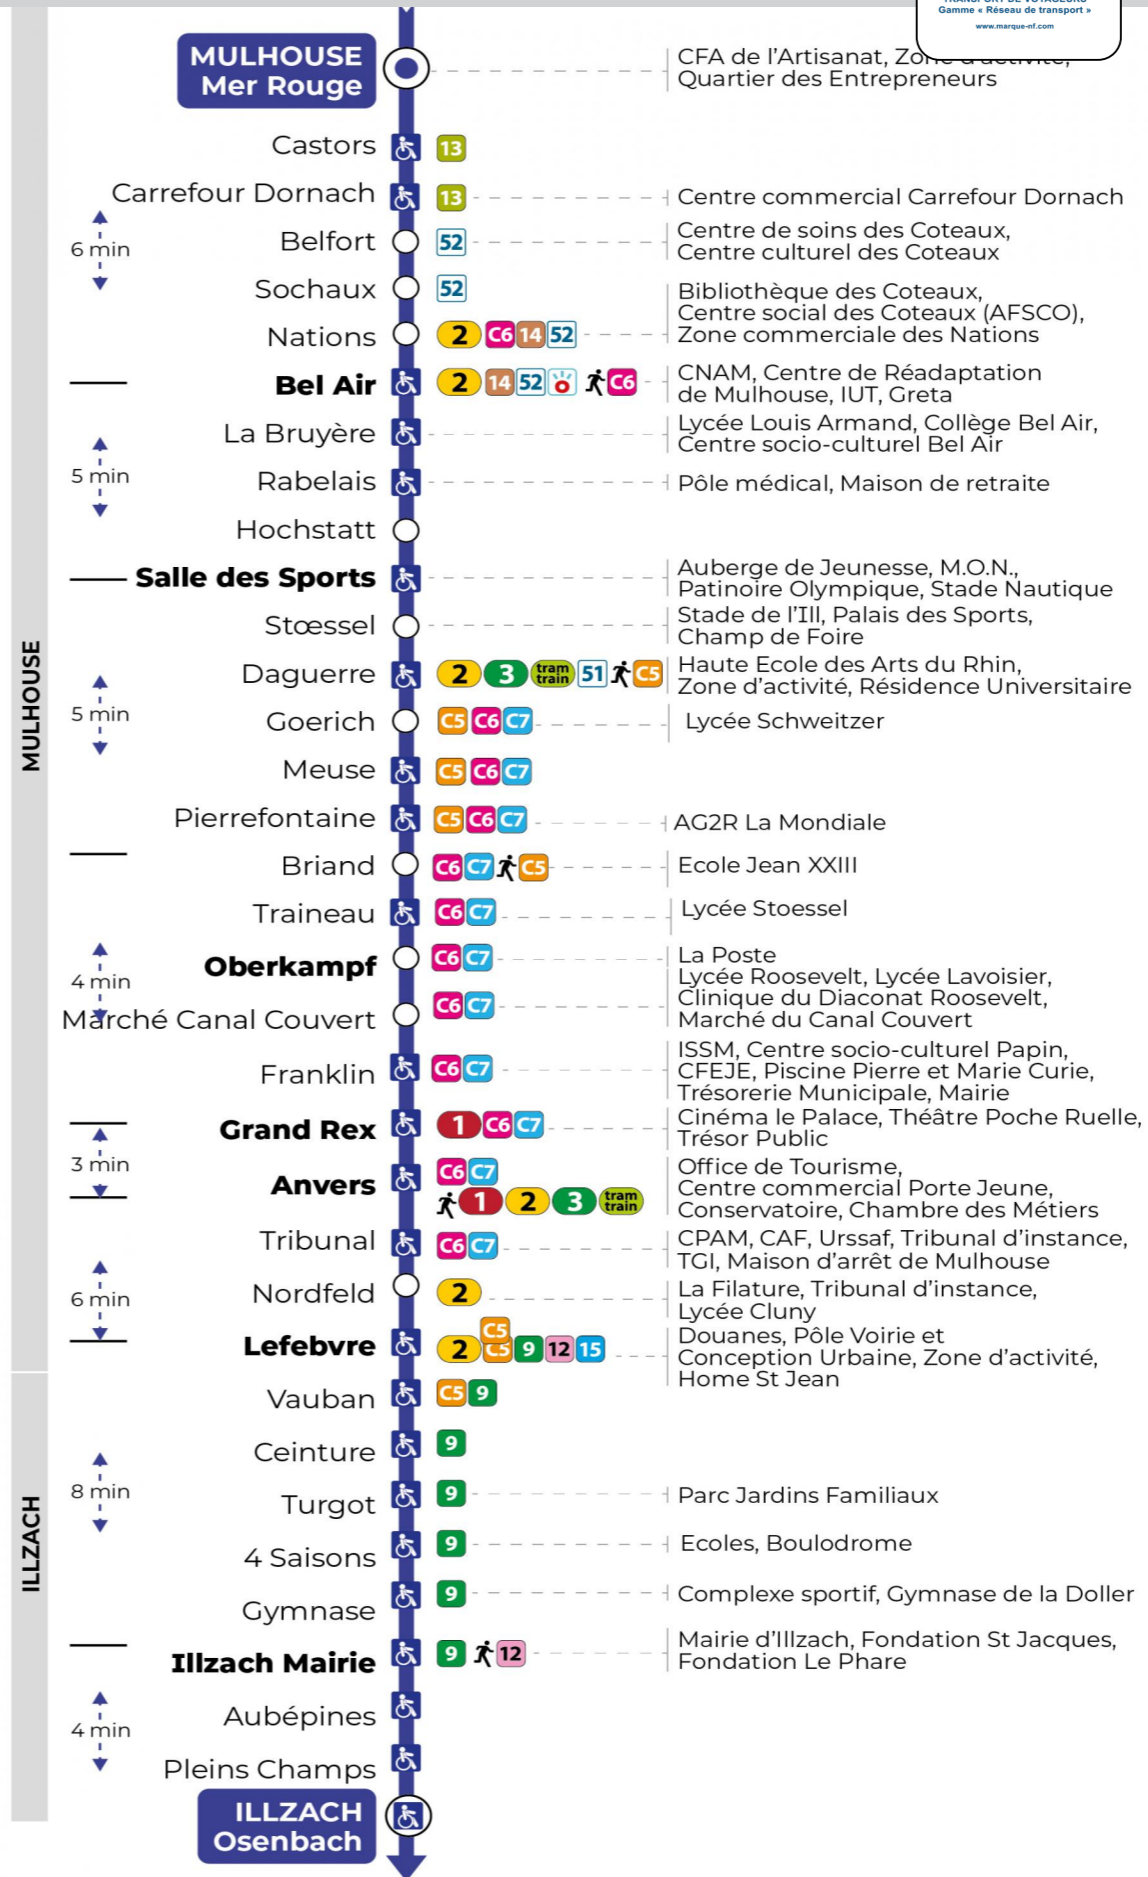 TRANSPORT DE VOYAGEURS
Gamme « Réseau de transport »
www.marque-nf.com
MULHOUSE
Mer Rouge
CFA de l'Artisanat, Zone d'activité,
Quartier des Entrepreneurs
Castors 13
Carrefour Dornach 13 Centre commercial Carrefour Dornach
6 min
Belfort 52 Centre de soins des Coteaux,
Centre culturel des Coteaux
Sochaux 52
Nations 2 C6 14 52 Bibliothèque des Coteaux,
Centre social des Coteaux (AFSCO),
Zone commerciale des Nations
Bel Air 2 14 52 C6 CNAM, Centre de Réadaptation
de Mulhouse, IUT, Greta
La Bruyère Lycée Louis Armand, Collège Bel Air,
Centre socio-culturel Bel Air
5 min
Rabelais Pôle médical, Maison de retraite
Hochstatt
Salle des Sports Auberge de Jeunesse, M.O.N.,
Patinoire Olympique, Stade Nautique
Stœssel Stade de l'Ill, Palais des Sports,
Champ de Foire
MULHOUSE
Daguerre 2 3 tram train 51 C5 Haute Ecole des Arts du Rhin,
Zone d'activité, Résidence Universitaire
5 min
Goerich C5 C6 C7 Lycée Schweitzer
Meuse C5 C6 C7
Pierrefontaine C5 C6 C7 AG2R La Mondiale
Briand C6 C7 C5 Ecole Jean XXIII
Traineau C6 C7 Lycée Stoessel
Oberkampf C6 C7 La Poste
4 min
Marché Canal Couvert C6 C7 Lycée Roosevelt, Lycée Lavoisier,
Clinique du Diaconat Roosevelt,
Marché du Canal Couvert
Franklin C6 C7 ISSM, Centre socio-culturel Papin,
CFEJE, Piscine Pierre et Marie Curie,
Trésorerie Municipale, Mairie
Grand Rex 1 C6 C7 Cinéma le Palace, Théâtre Poche Ruelle,
Trésor Public
3 min
Anvers C6 C7 1 2 3 tram train Office de Tourisme,
Centre commercial Porte Jeune,
Conservatoire, Chambre des Métiers
Tribunal C6 C7 CPAM, CAF, Urssaf, Tribunal d'instance,
TGI, Maison d'arrêt de Mulhouse
6 min
Nordfeld 2 La Filature, Tribunal d'instance,
Lycée Cluny
Lefebvre 2 C5 C5 9 12 15 Douanes, Pôle Voirie et
Conception Urbaine, Zone d'activité,
Home St Jean
Vauban C5 9
Ceinture 9
8 min
ILLZACH
Turgot 9 Parc Jardins Familiaux
4 Saisons 9 Ecoles, Boulodrome
Gymnase 9 Complexe sportif, Gymnase de la Doller
Illzach Mairie 9 12 Mairie d'Illzach, Fondation St Jacques,
Fondation Le Phare
Aubépines
4 min
Pleins Champs
ILLZACH
Osenbach